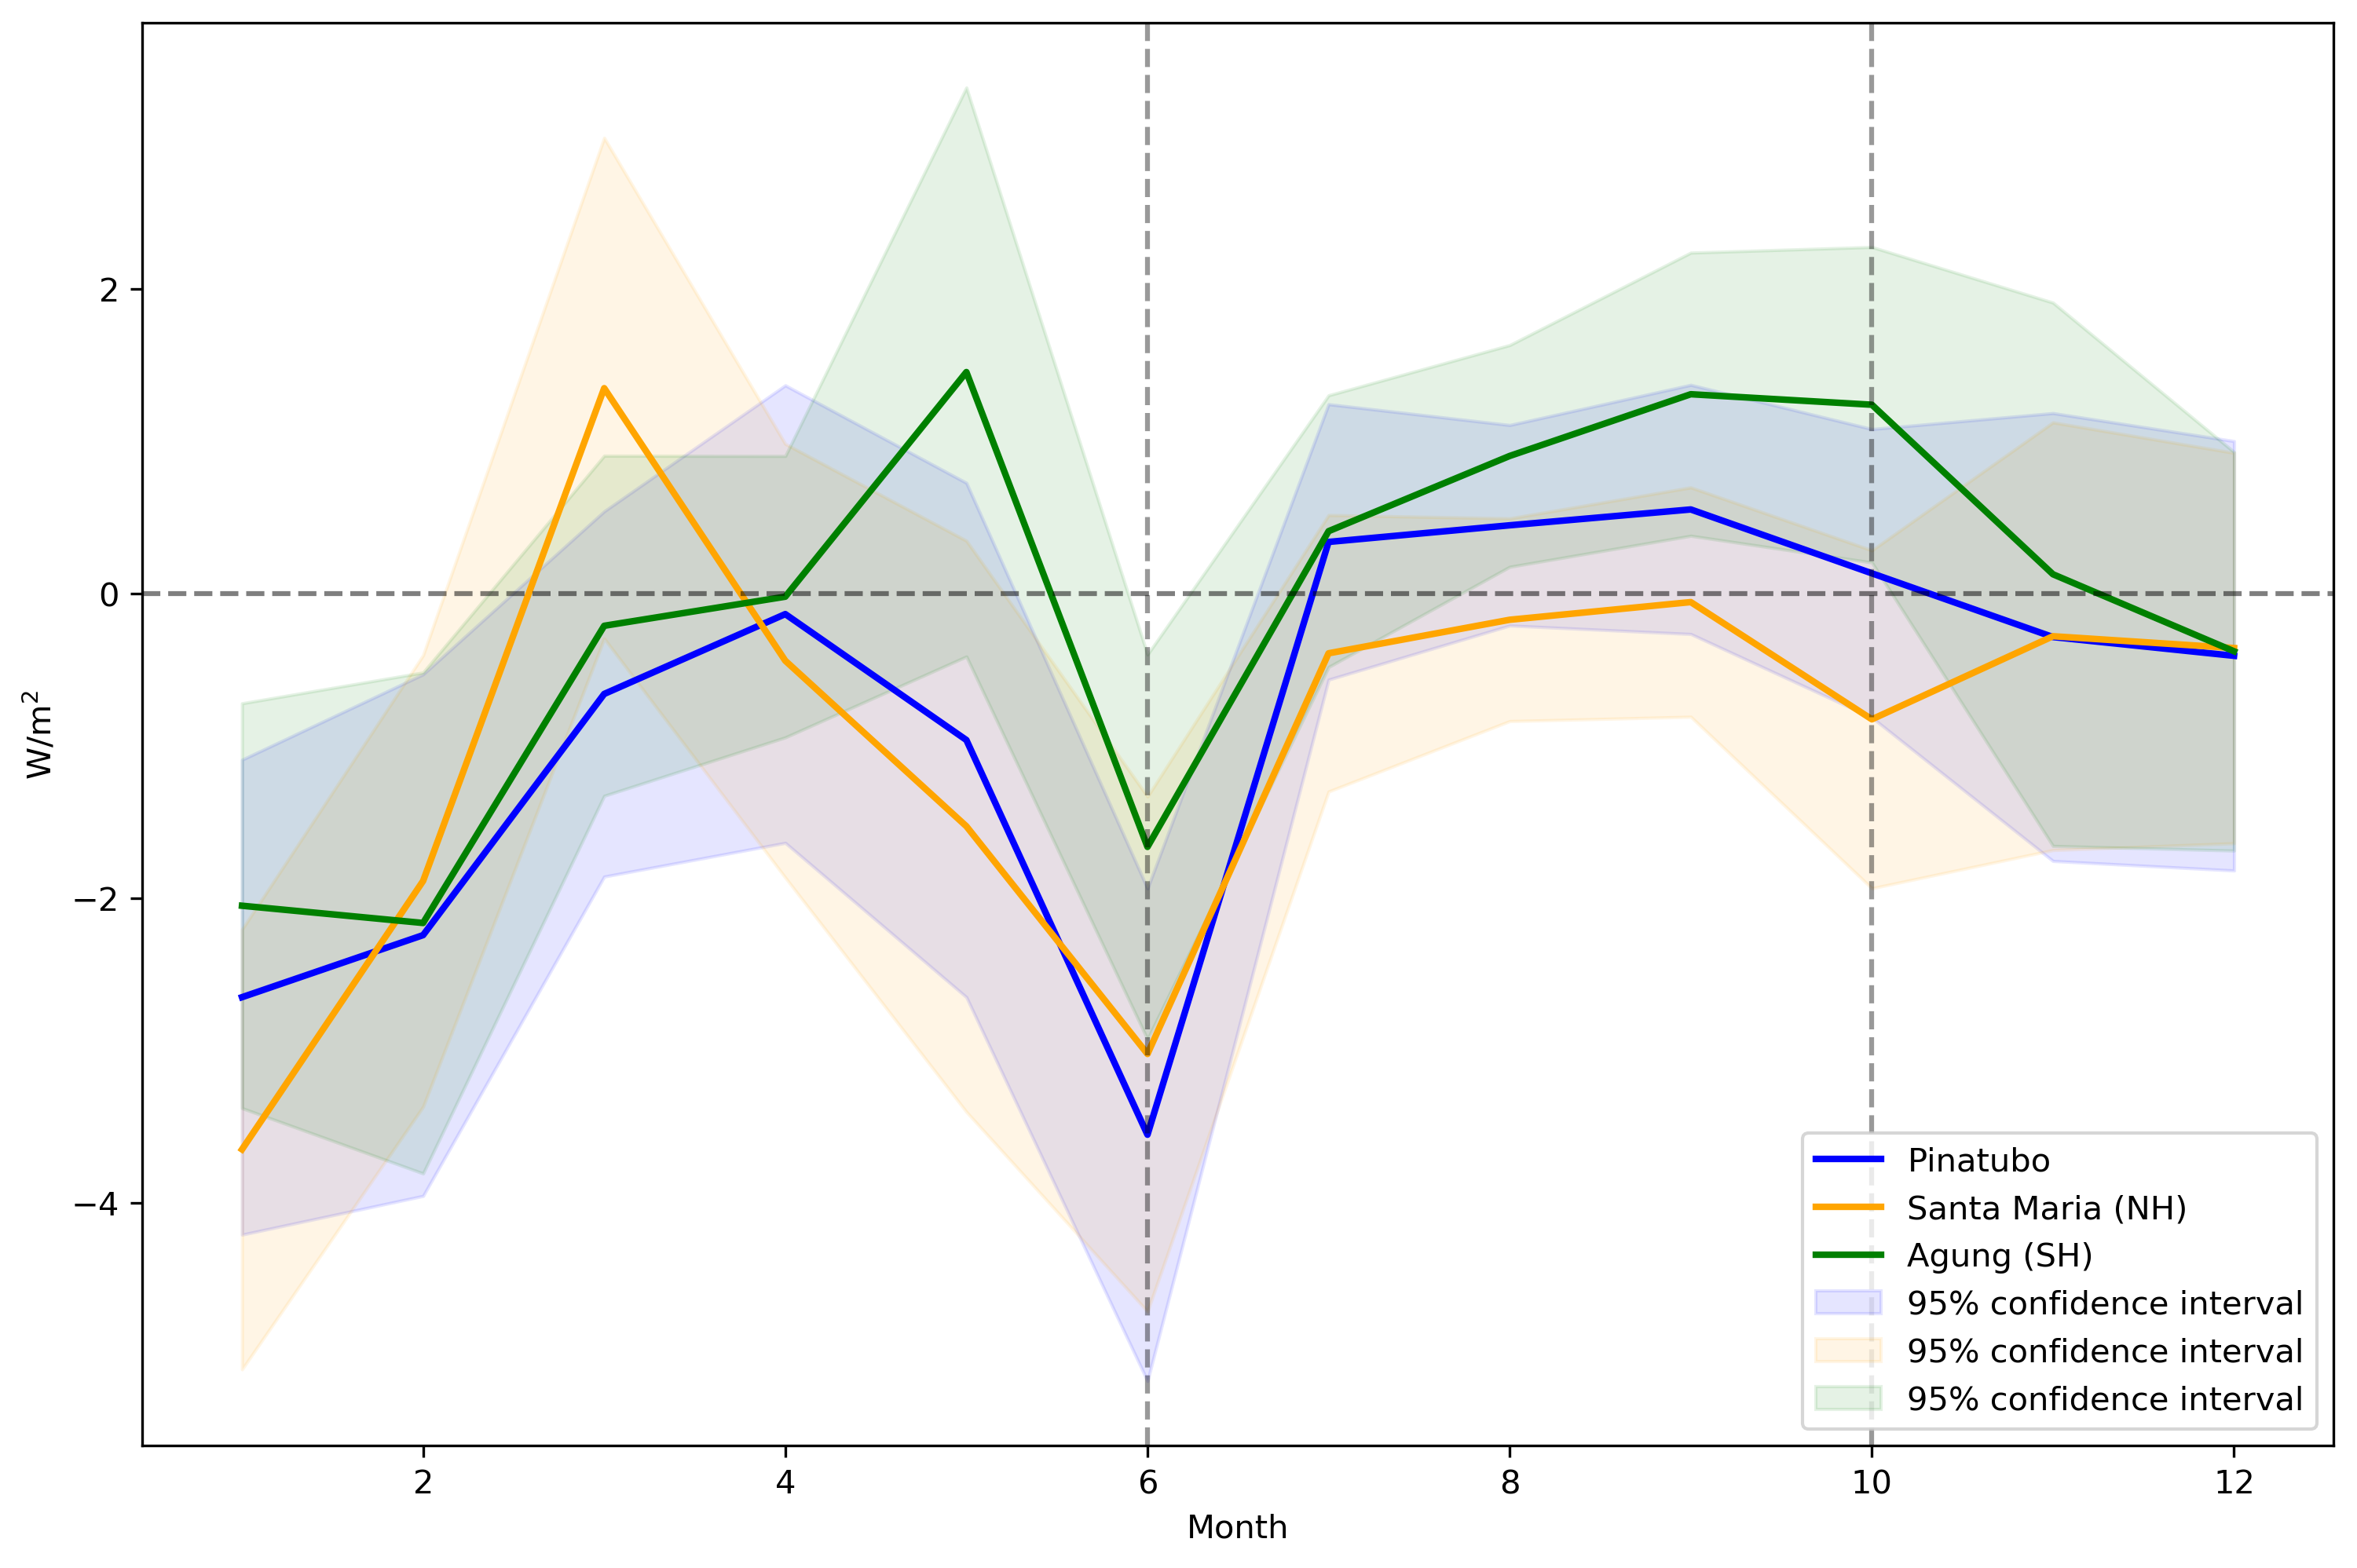 2
0
−2
−4
W/m²
2
4
6
8
10
12
Month
Pinatubo
Santa Maria (NH)
Agung (SH)
95% confidence interval
95% confidence interval
95% confidence interval